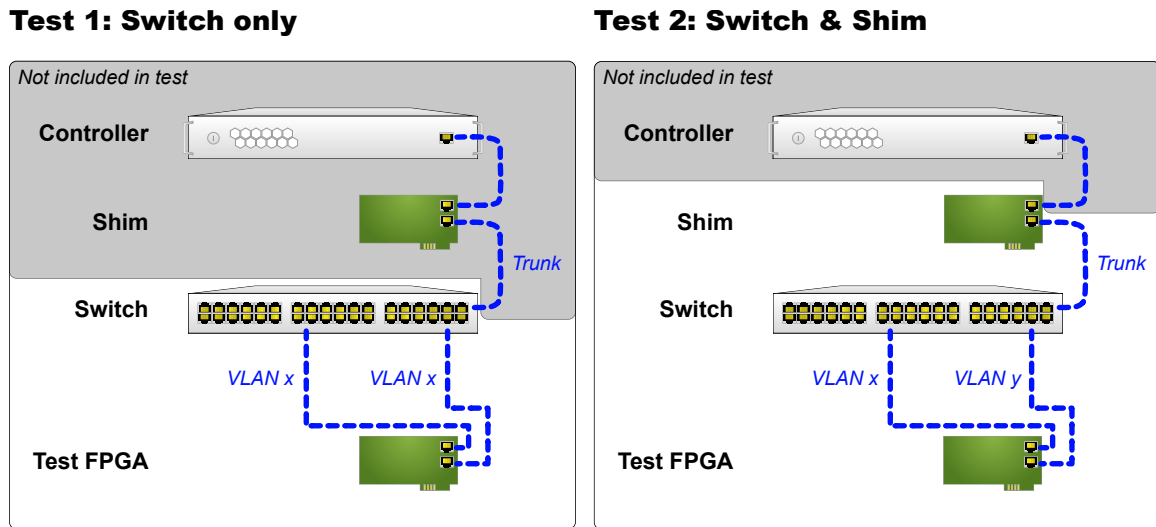 Test 1: Switch only
Not included in test
Controller
Shim
Trunk
Switch
VLAN x
VLAN x
Test FPGA
Test 2: Switch & Shim
Not included in test
Controller
Shim
Trunk
Switch
VLAN x
VLAN y
Test FPGA